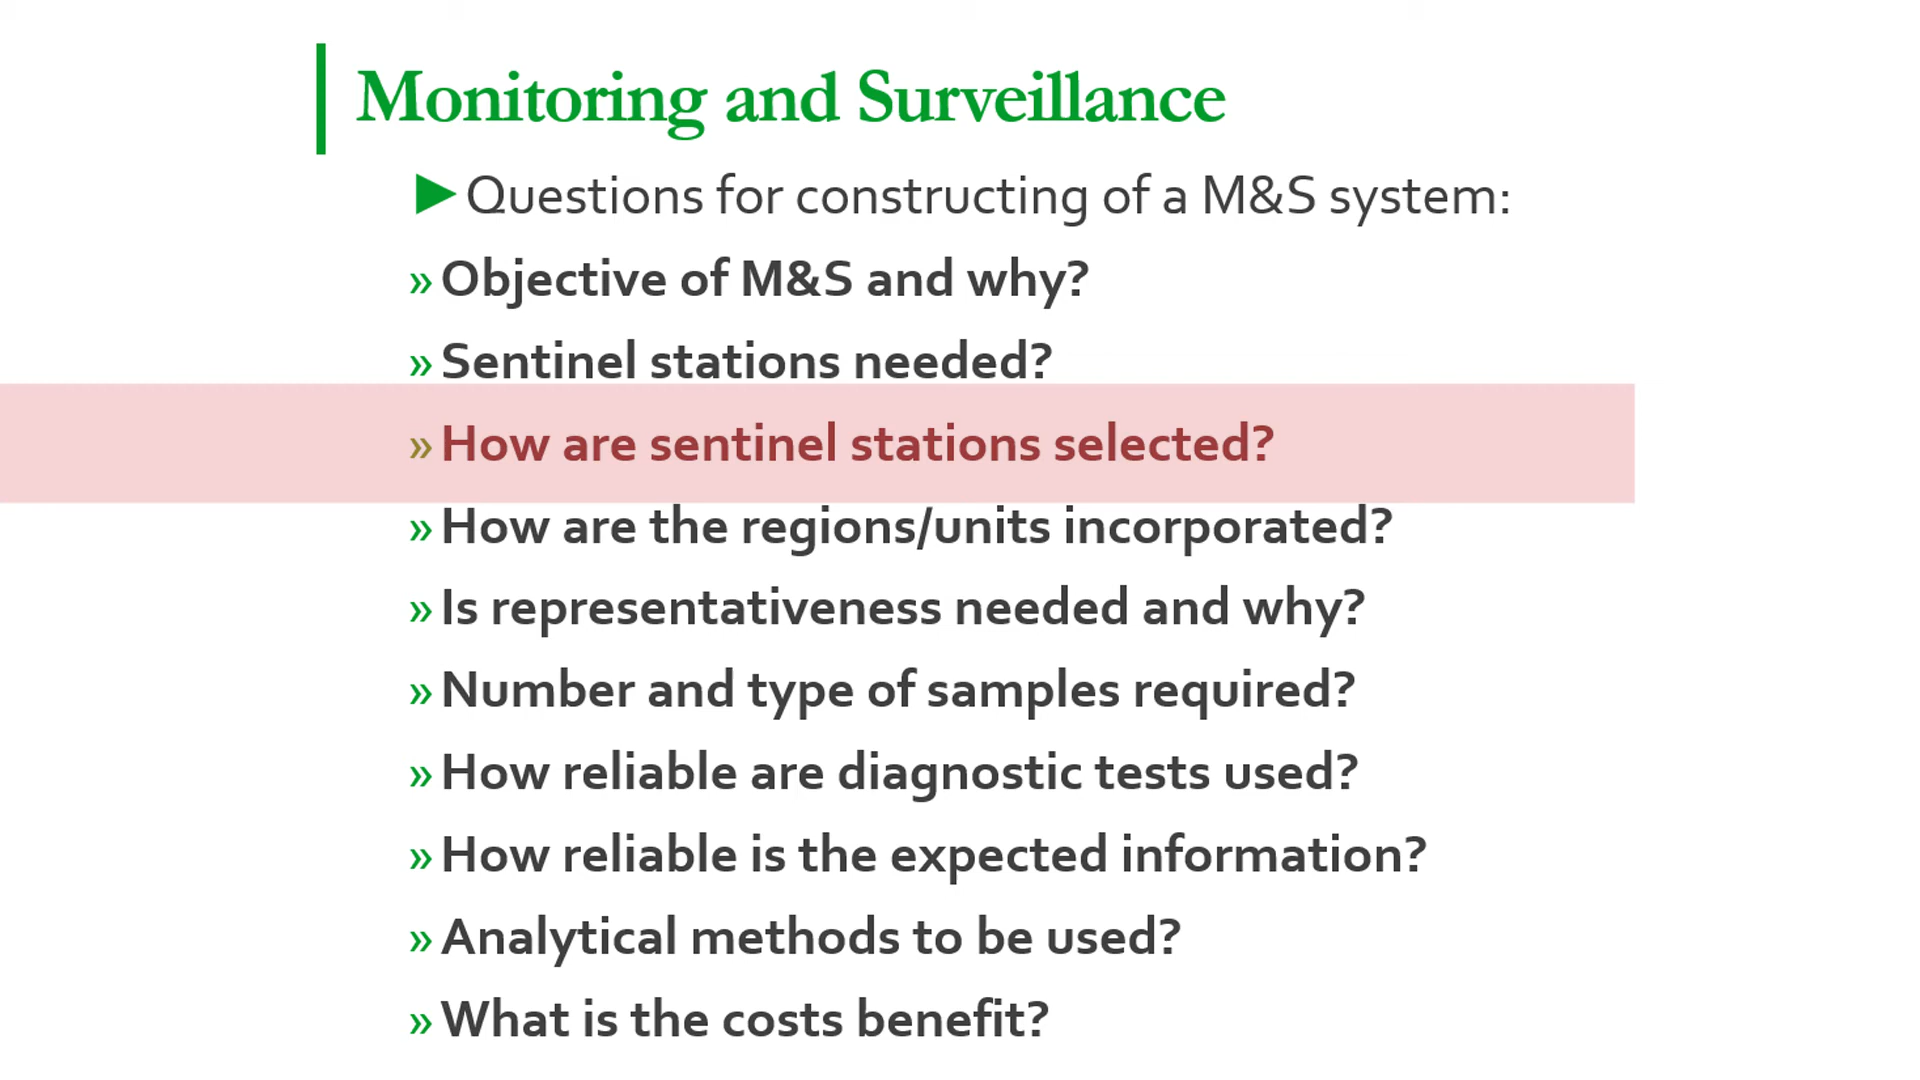 Monitoring and Surveillance
►Questions for constructing of a M&S system:
» Objective of M&S and why?
» Sentinel stations needed?
» How are sentinel stations selected?
» How are the regions/units incorporated?
» Is representativeness needed and why?
» Number and type of samples required?
» How reliable are diagnostic tests used?
» How reliable is the expected information?
» Analytical methods to be used?
» What is the costs benefit?